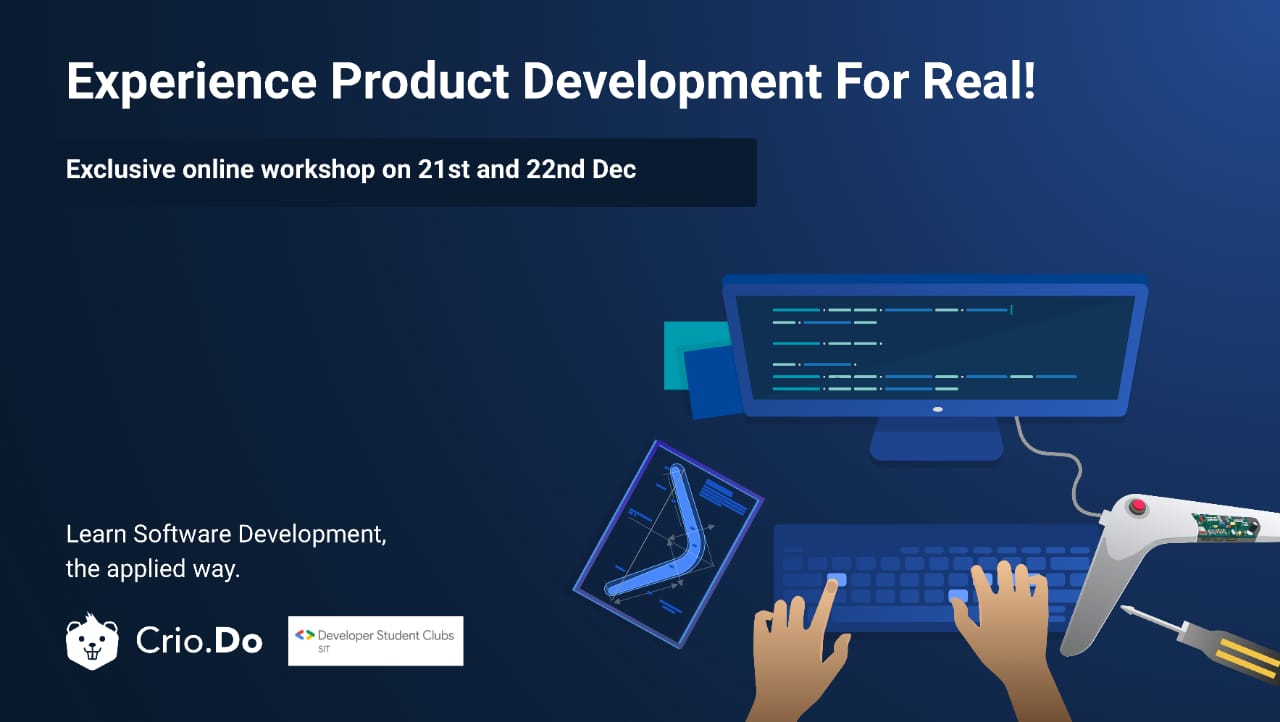 Experience Product Development For Real!
Exclusive online workshop on 21st and 22nd Dec
Learn Software Development,
the applied way.
Crio.Do
Developer Student Clubs
SIT